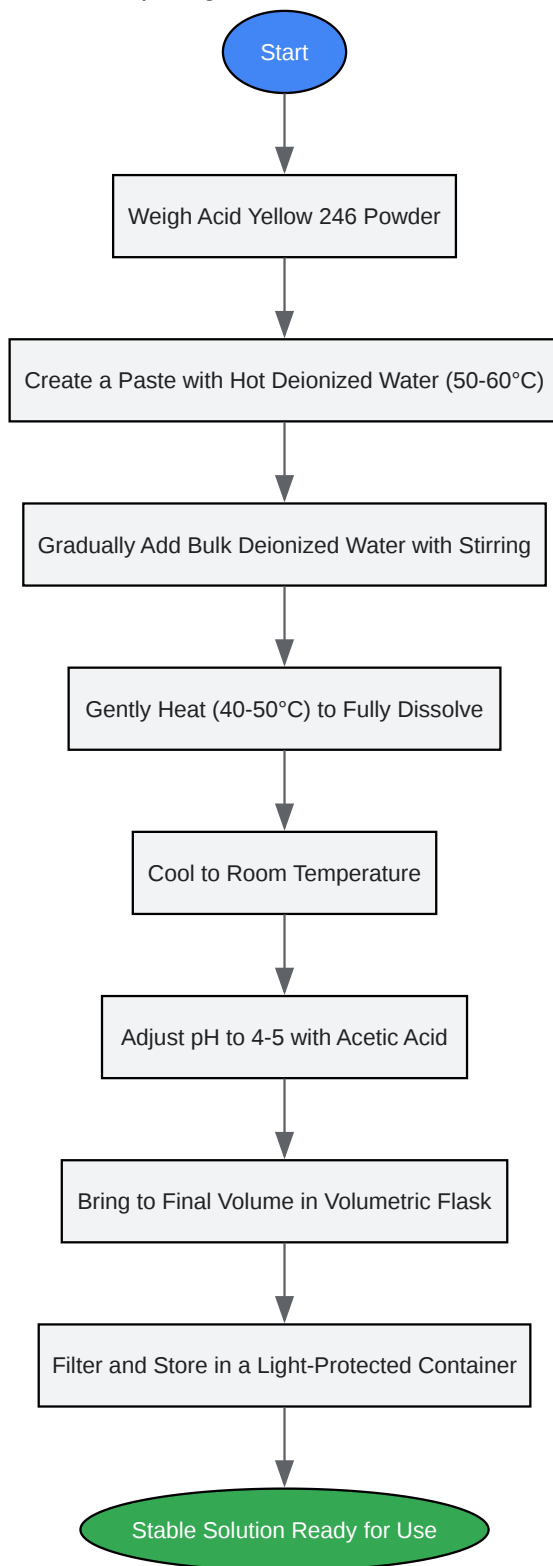 Start
Weigh Acid Yellow 246 Powder
Create a Paste with Hot Deionized Water (50-60°C)
Gradually Add Bulk Deionized Water with Stirring
Gently Heat (40-50°C) to Fully Dissolve
Cool to Room Temperature
Adjust pH to 4-5 with Acetic Acid
Bring to Final Volume in Volumetric Flask
Filter and Store in a Light-Protected Container
Stable Solution Ready for Use